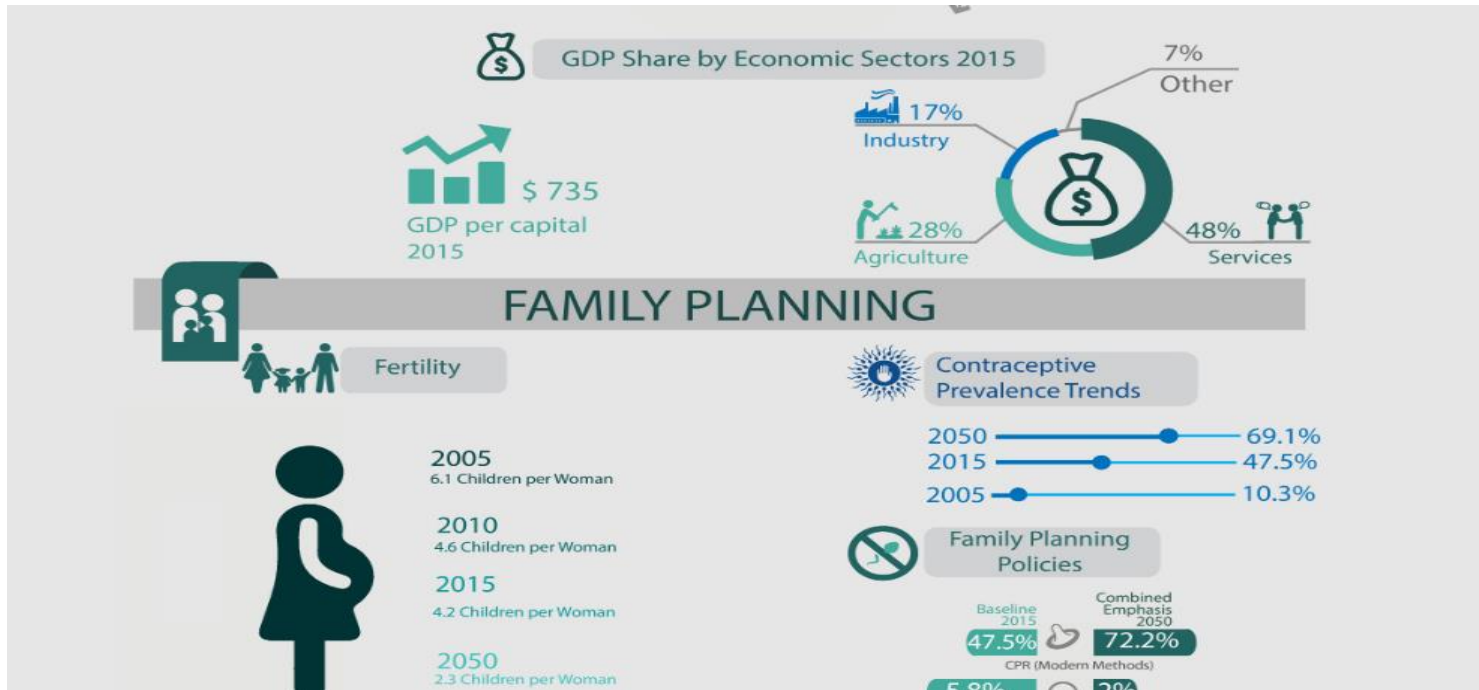 GDP Share by Economic Sectors 2015
7%
Other
17%
Industry
$ 735
GDP per capital
2015
28%
Agriculture
48%
Services
FAMILY PLANNING
Fertility
2005
6.1 Children per Woman
2010
4.6 Children per Woman
2015
4.2 Children per Woman
2050
2.3 Children per Woman
Contraceptive
Prevalence Trends
2050 69.1%
2015 47.5%
2005 10.3%
Family Planning
Policies
Baseline
2015
Combined
Emphasis
2050
47.5% 72.2%
CPR (Modern Methods)
5.8% 2%